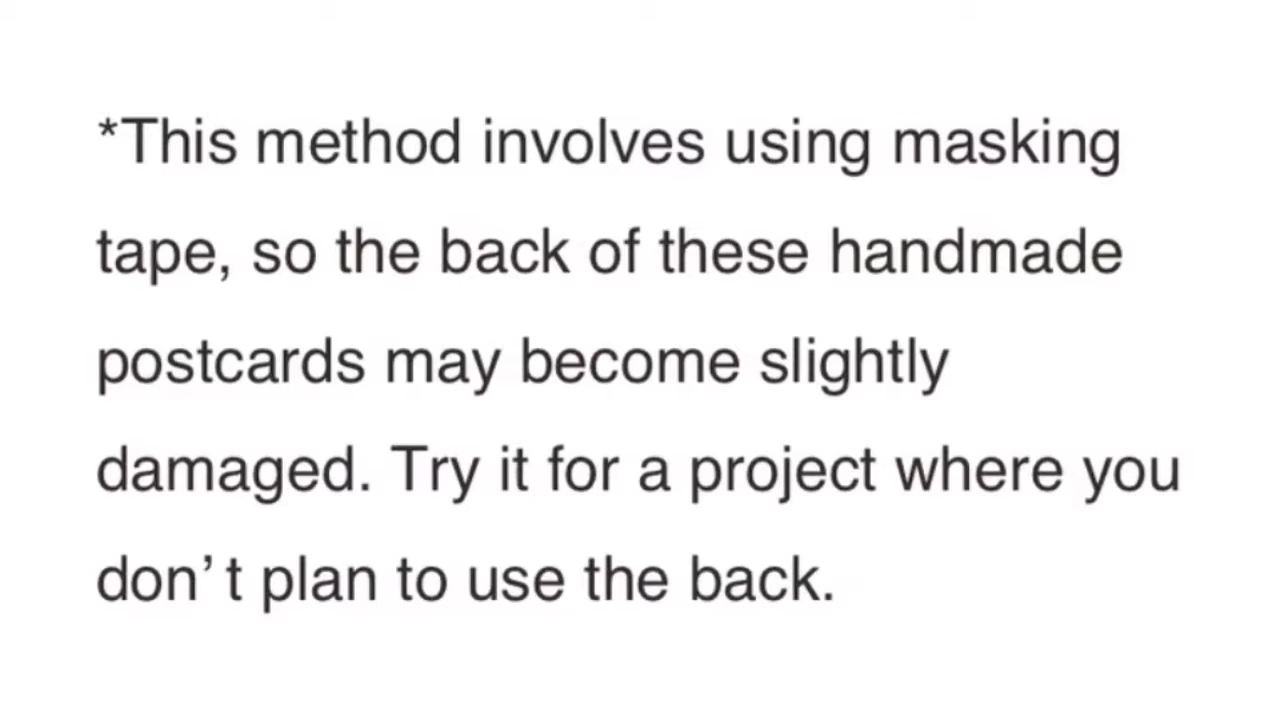 *This method involves using masking
tape, so the back of these handmade
postcards may become slightly
damaged. Try it for a project where you
don’t plan to use the back.